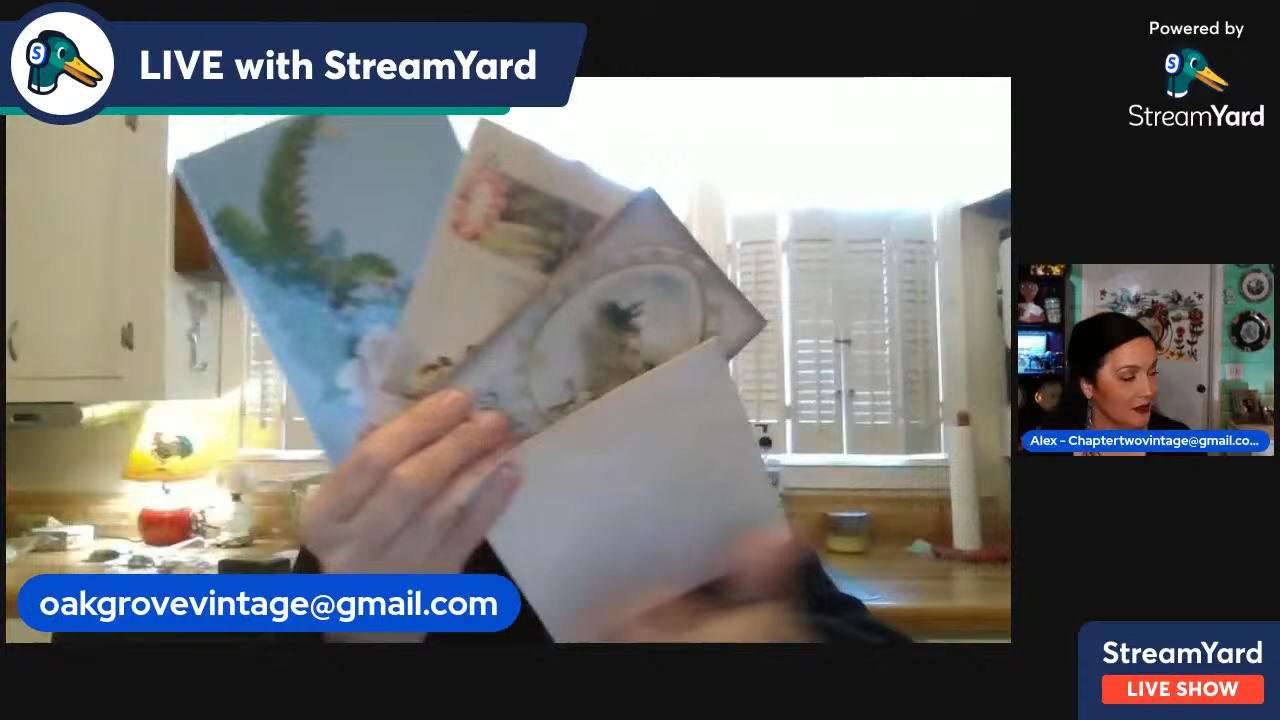 LIVE with StreamYard
Powered by
StreamYard
oakgrovevintage@gmail.com
Alex - Chaptertwovintage@gmail.co...
StreamYard
LIVE SHOW